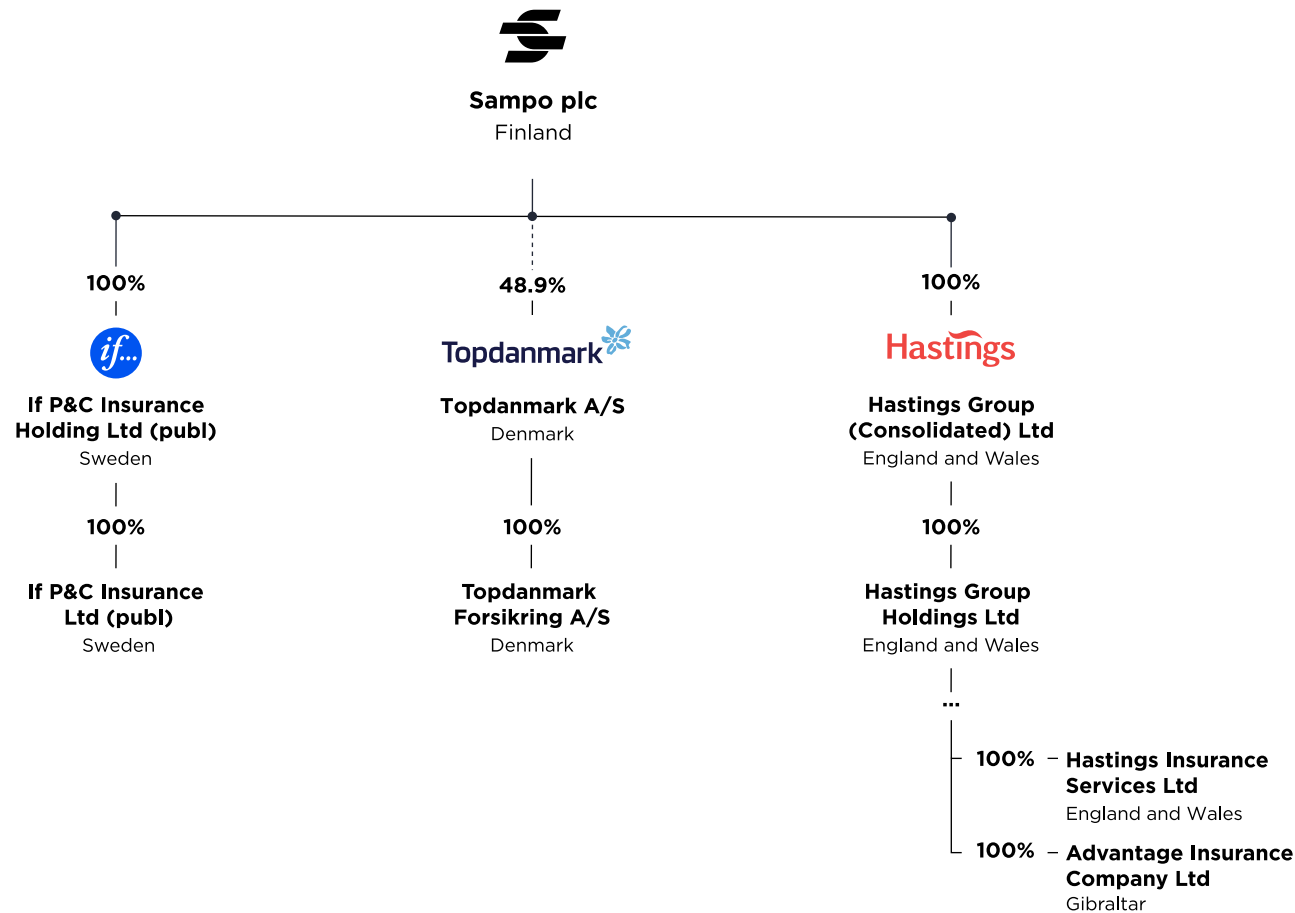 Sampo plc
Finland
100%
48.9%
100%
if...
Topdanmark
Hastings
If P&C Insurance
Holding Ltd (publ)
Sweden
Topdanmark A/S
Denmark
Hastings Group
(Consolidated) Ltd
England and Wales
100%
100%
100%
If P&C Insurance
Ltd (publ)
Sweden
Topdanmark
Forsikring A/S
Denmark
Hastings Group
Holdings Ltd
England and Wales
...
100%
Hastings Insurance
Services Ltd
England and Wales
100%
Advantage Insurance
Company Ltd
Gibraltar